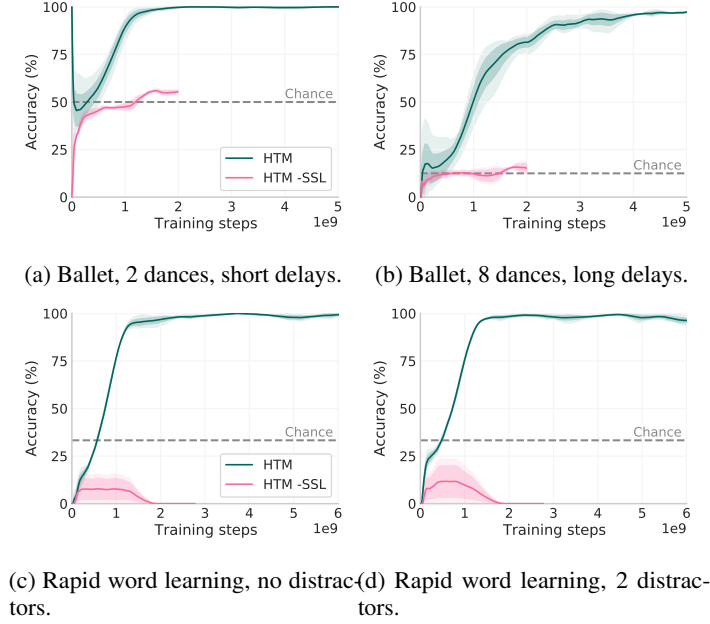 100
75
50
25
0
Accuracy (%)
Chance
HTM
HTM -SSL
0 1 2 3 4 5
Training steps
1e9
(a) Ballet, 2 dances, short delays.
100
75
50
25
0
Accuracy (%)
Chance
0 1 2 3 4 5
Training steps
1e9
(b) Ballet, 8 dances, long delays.
100
75
50
25
0
Accuracy (%)
Chance
HTM
HTM -SSL
0 1 2 3 4 5 6
Training steps
1e9
(c) Rapid word learning, no distrac-
tors.
100
75
50
25
0
Accuracy (%)
Chance
0 1 2 3 4 5 6
Training steps
1e9
(d) Rapid word learning, 2 distrac-
tors.